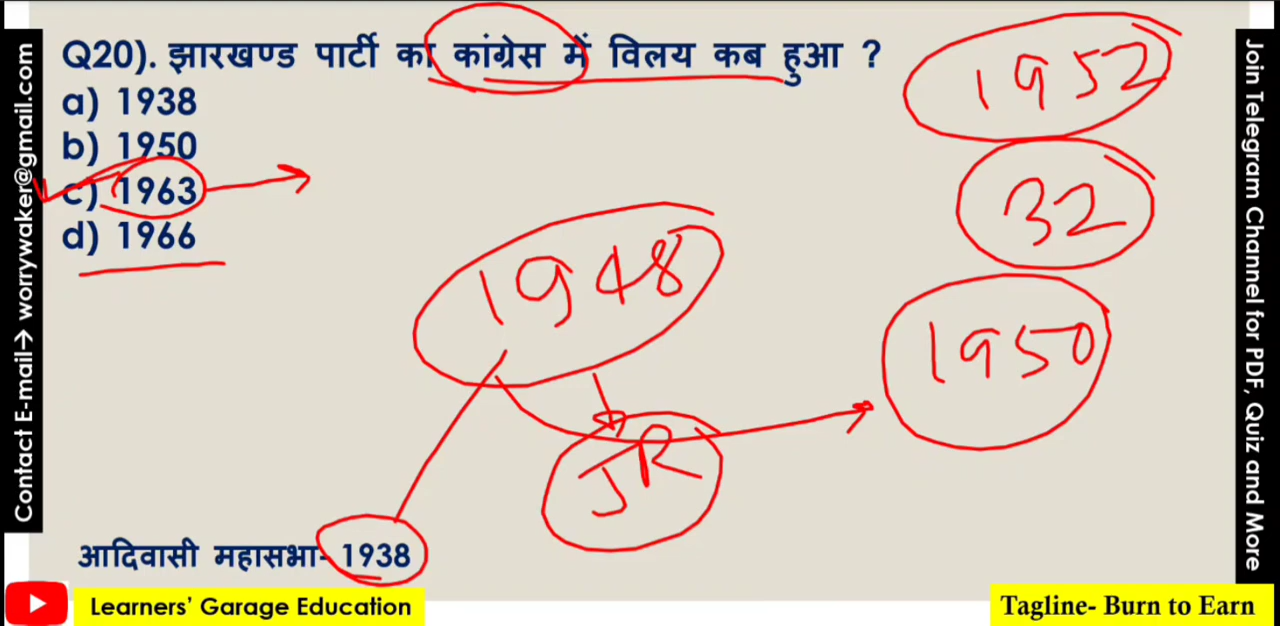 Q20). झारखण्ड पार्टी का कांग्रेस में विलय कब हुआ ?
a) 1938
b) 1950
c) 1963
d) 1966
1952
32
1948
1950
JR
आदिवासी महासभा- 1938
Learners’ Garage Education
Tagline- Burn to Earn
Contact E-mail→ worrywaker@gmail.com
Join Telegram Channel for PDF, Quiz and More